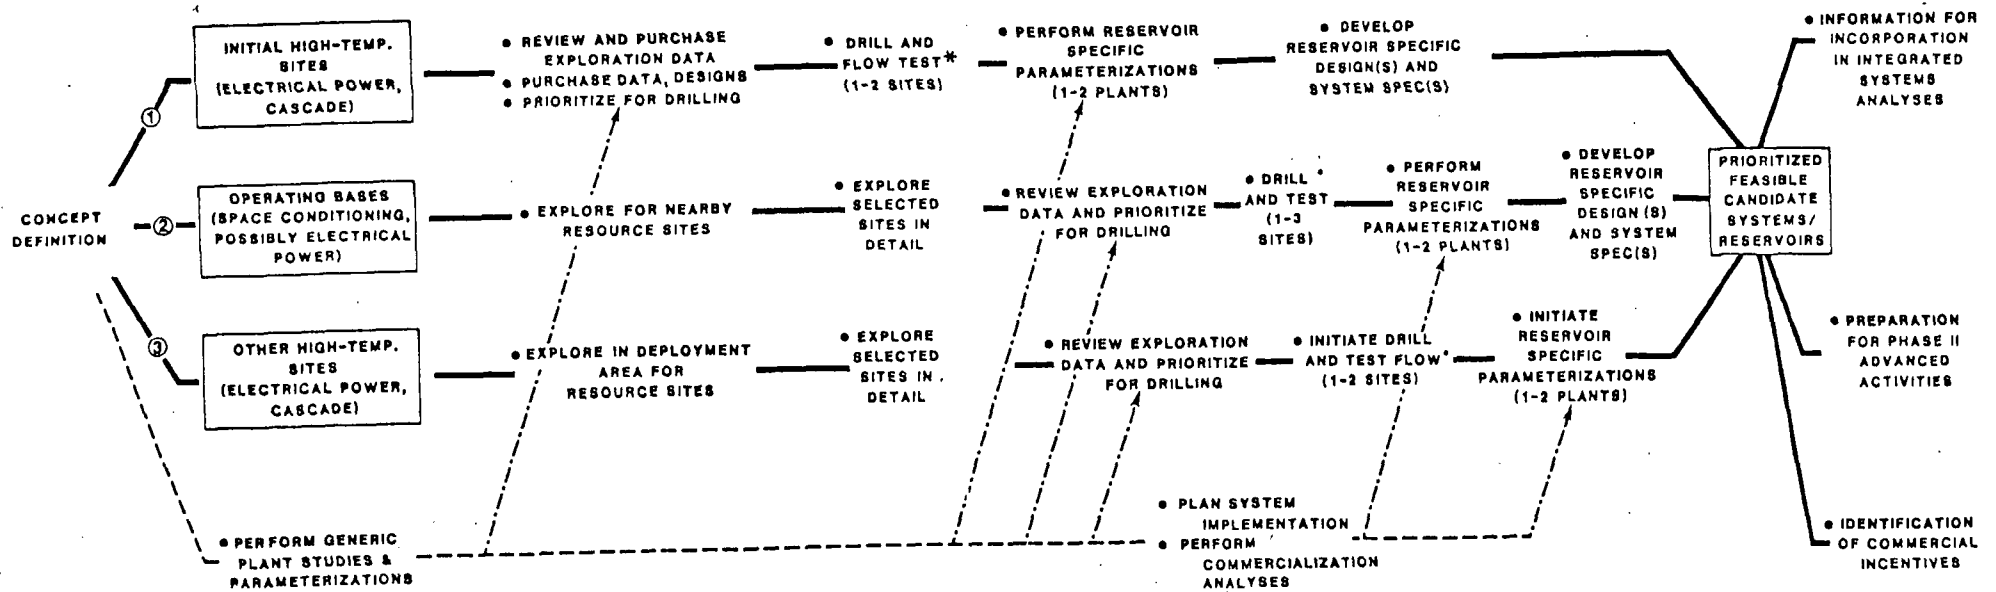 CONCEPT
DEFINITION
1
INITIAL HIGH-TEMP.
SITES
(ELECTRICAL POWER,
CASCADE)
• REVIEW AND PURCHASE
EXPLORATION DATA
• PURCHASE DATA, DESIGNS
• PRIORITIZE FOR DRILLING
• DRILL AND
FLOW TEST*
(1-2 SITES)
• PERFORM RESERVOIR
SPECIFIC
PARAMETERIZATIONS
(1-2 PLANTS)
• DEVELOP
RESERVOIR SPECIFIC
DESIGN(S) AND
SYSTEM SPEC(S)
2
OPERATING BASES
(SPACE CONDITIONING,
POSSIBLY ELECTRICAL
POWER)
• EXPLORE FOR NEARBY
RESOURCE SITES
• EXPLORE
SELECTED
SITES IN
DETAIL
• REVIEW EXPLORATION
DATA AND PRIORITIZE
FOR DRILLING
• DRILL *
AND TEST
(1-3
SITES)
• PERFORM
RESERVOIR
SPECIFIC
PARAMETERIZATIONS
(1-2 PLANTS)
• DEVELOP
RESERVOIR
SPECIFIC
DESIGN (S)
AND SYSTEM
SPEC(S)
3
OTHER HIGH-TEMP.
SITES
(ELECTRICAL POWER,
CASCADE)
• EXPLORE IN DEPLOYMENT
AREA FOR
RESOURCE SITES
• EXPLORE
SELECTED
SITES IN
DETAIL
• REVIEW EXPLORATION
DATA AND PRIORITIZE
FOR DRILLING
• INITIATE DRILL
AND TEST FLOW*
(1-2 SITES)
• INITIATE
RESERVOIR
SPECIFIC
PARAMETERIZATIONS
(1-2 PLANTS)
• PERFORM GENERIC
PLANT STUDIES &
PARAMETERIZATIONS
• PLAN SYSTEM
IMPLEMENTATION
• PERFORM
COMMERCIALIZATION
ANALYSES
PRIORITIZED
FEASIBLE
CANDIDATE
SYSTEMS/
RESERVOIRS
• INFORMATION FOR
INCORPORATION
IN INTEGRATED
SYSTEMS
ANALYSES
• PREPARATION
FOR PHASE II
ADVANCED
ACTIVITIES
• IDENTIFICATION
OF COMMERCIAL
INCENTIVES